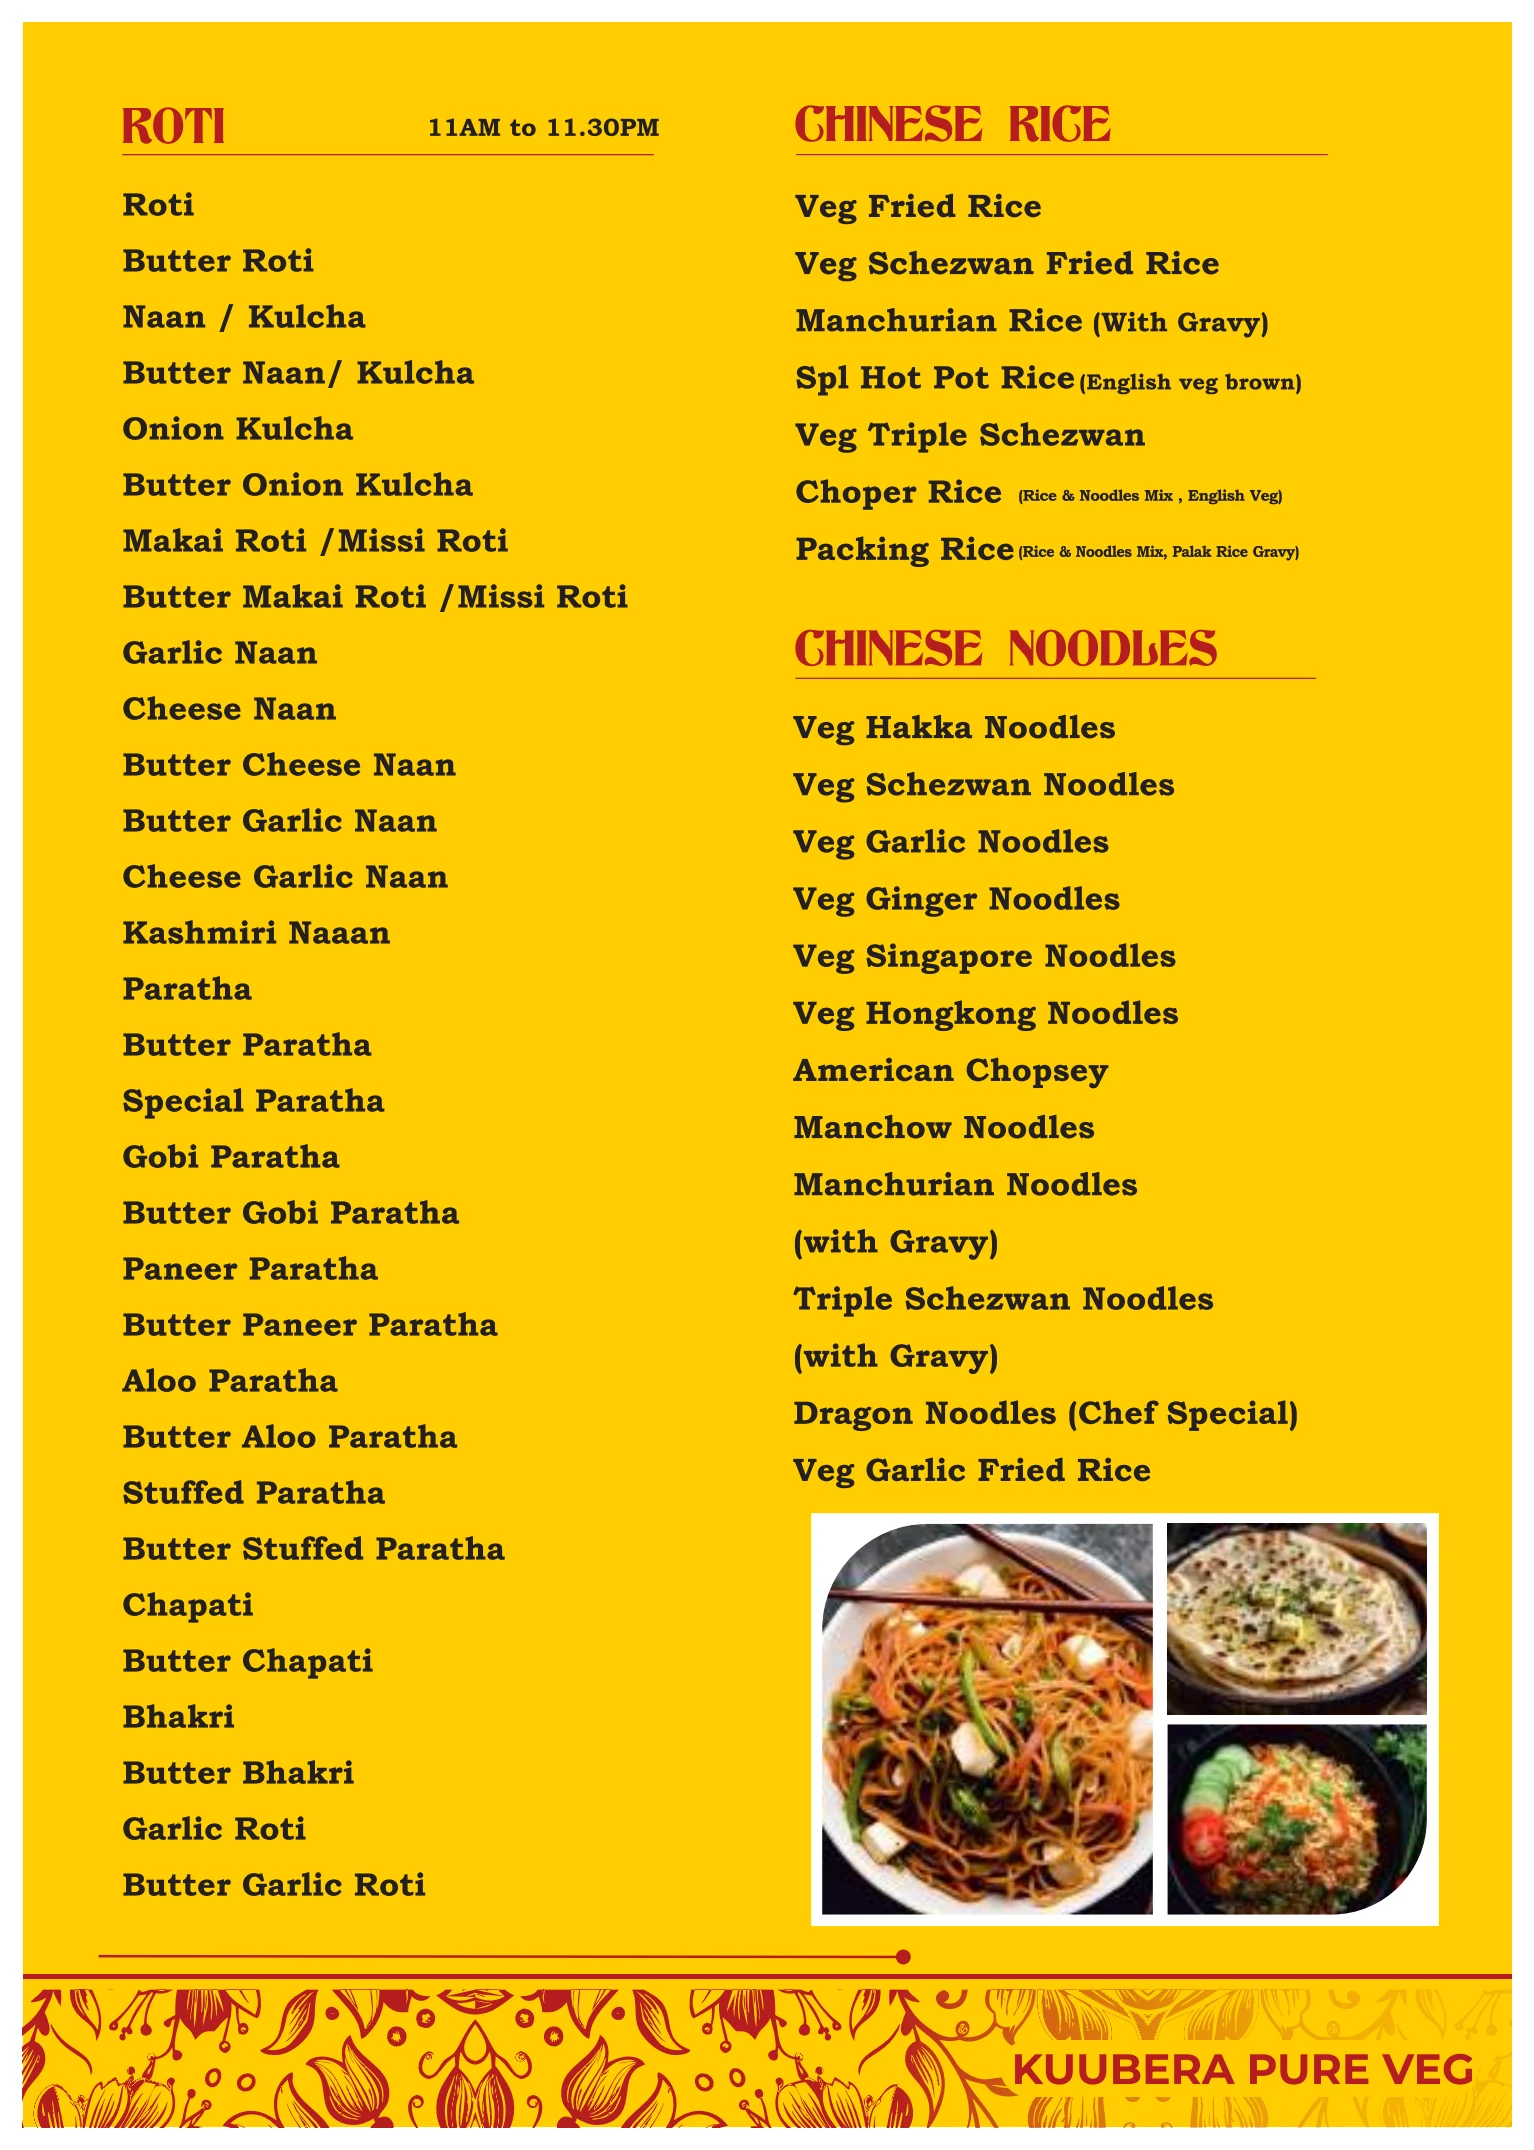 ROTI
11AM to 11.30PM
Roti
Butter Roti
Naan / Kulcha
Butter Naan/ Kulcha
Onion Kulcha
Butter Onion Kulcha
Makai Roti /Missi Roti
Butter Makai Roti /Missi Roti
Garlic Naan
Cheese Naan
Butter Cheese Naan
Butter Garlic Naan
Cheese Garlic Naan
Kashmiri Naaan
Paratha
Butter Paratha
Special Paratha
Gobi Paratha
Butter Gobi Paratha
Paneer Paratha
Butter Paneer Paratha
Aloo Paratha
Butter Aloo Paratha
Stuffed Paratha
Butter Stuffed Paratha
Chapati
Butter Chapati
Bhakri
Butter Bhakri
Garlic Roti
Butter Garlic Roti
CHINESE RICE
Veg Fried Rice
Veg Schezwan Fried Rice
Manchurian Rice (With Gravy)
Spl Hot Pot Rice (English veg brown)
Veg Triple Schezwan
Choper Rice (Rice & Noodles Mix , English Veg)
Packing Rice (Rice & Noodles Mix, Palak Rice Gravy)
CHINESE NOODLES
Veg Hakka Noodles
Veg Schezwan Noodles
Veg Garlic Noodles
Veg Ginger Noodles
Veg Singapore Noodles
Veg Hongkong Noodles
American Chopsey
Manchow Noodles
Manchurian Noodles
(with Gravy)
Triple Schezwan Noodles
(with Gravy)
Dragon Noodles (Chef Special)
Veg Garlic Fried Rice
KUUBERA PURE VEG